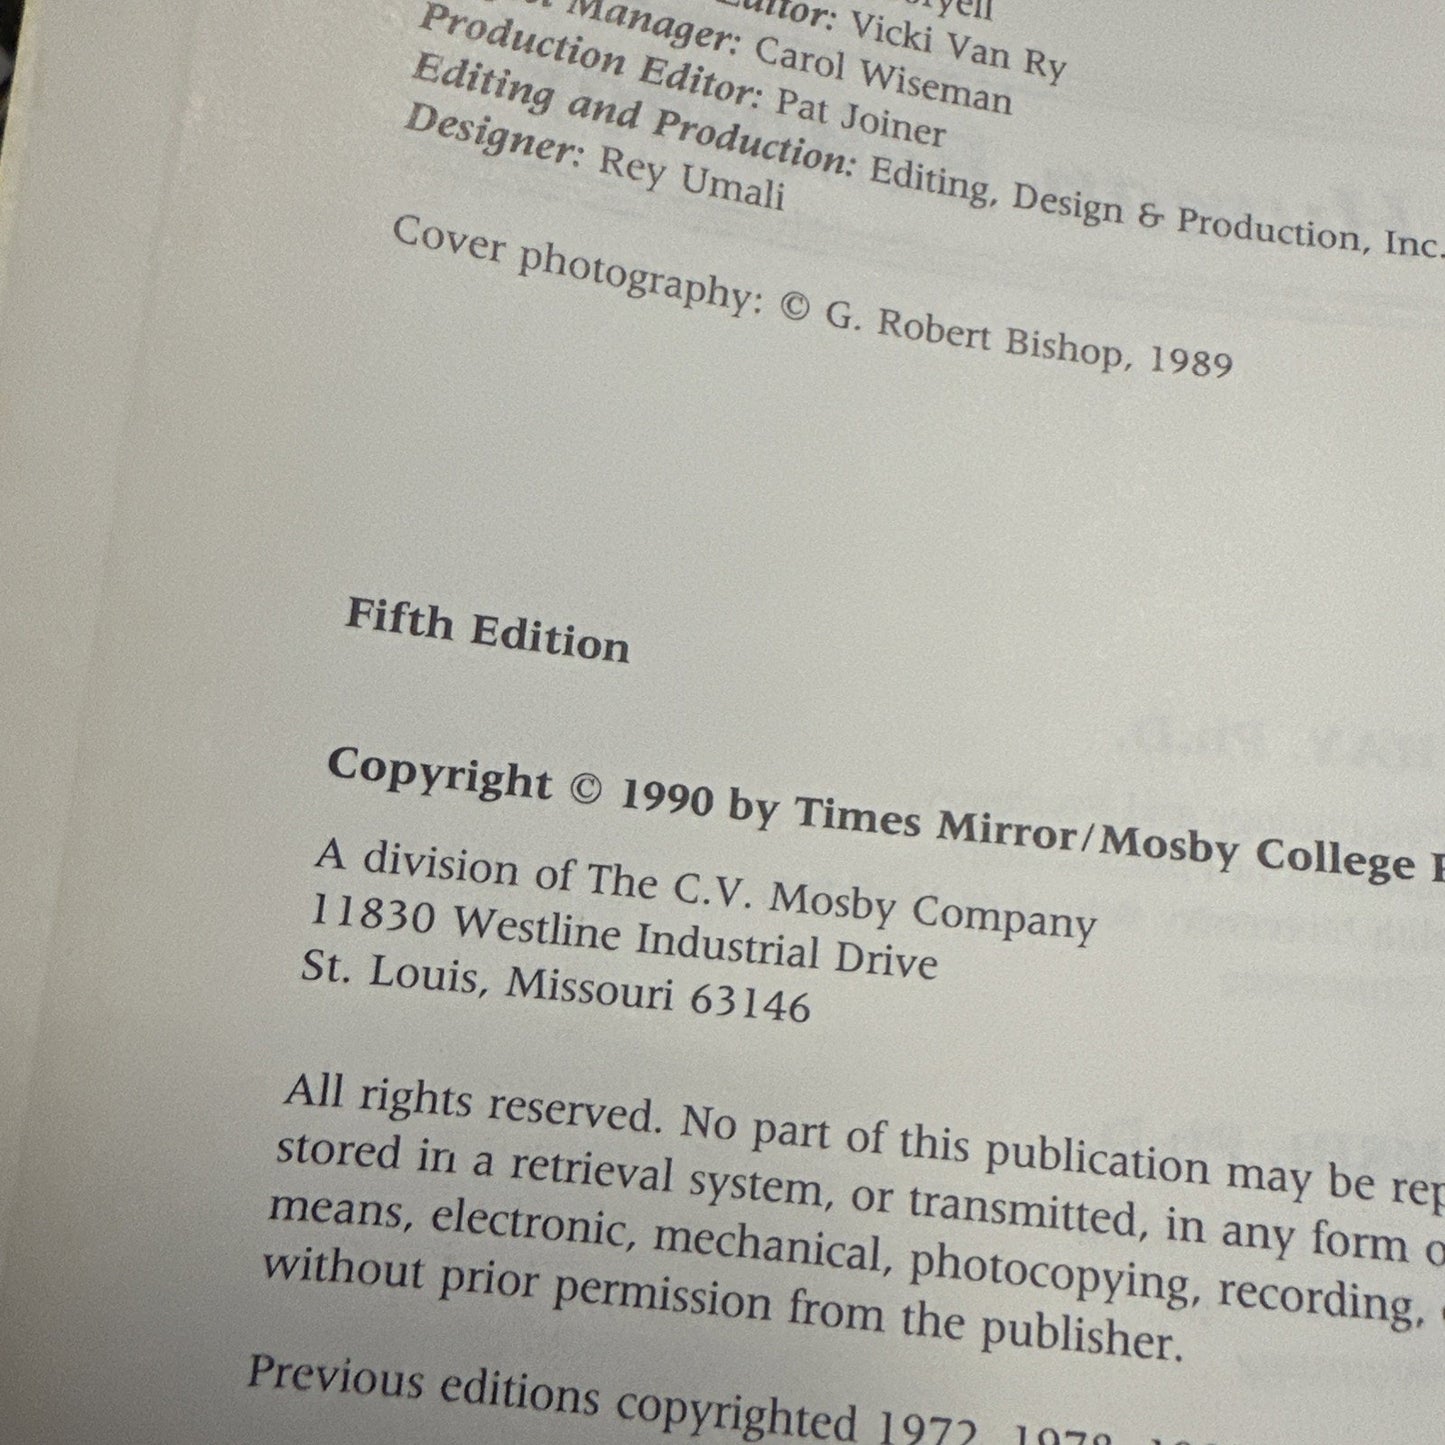 Editor: Vicki Van Ry
Manager: Carol Wiseman
Production Editor: Pat Joiner
Editing and Production: Editing, Design & Production, Inc.
Designer: Rey Umali
Cover photography: © G. Robert Bishop, 1989
Fifth Edition
Copyright © 1990 by Times Mirror/Mosby College
A division of The C.V. Mosby Company
11830 Westline Industrial Drive
St. Louis, Missouri 63146
All rights reserved. No part of this publication may be rep
stored in a retrieval system, or transmitted, in any form o
means, electronic, mechanical, photocopying, recording,
without prior permission from the publisher.
Previous editions copyrighted 1972, 1978,